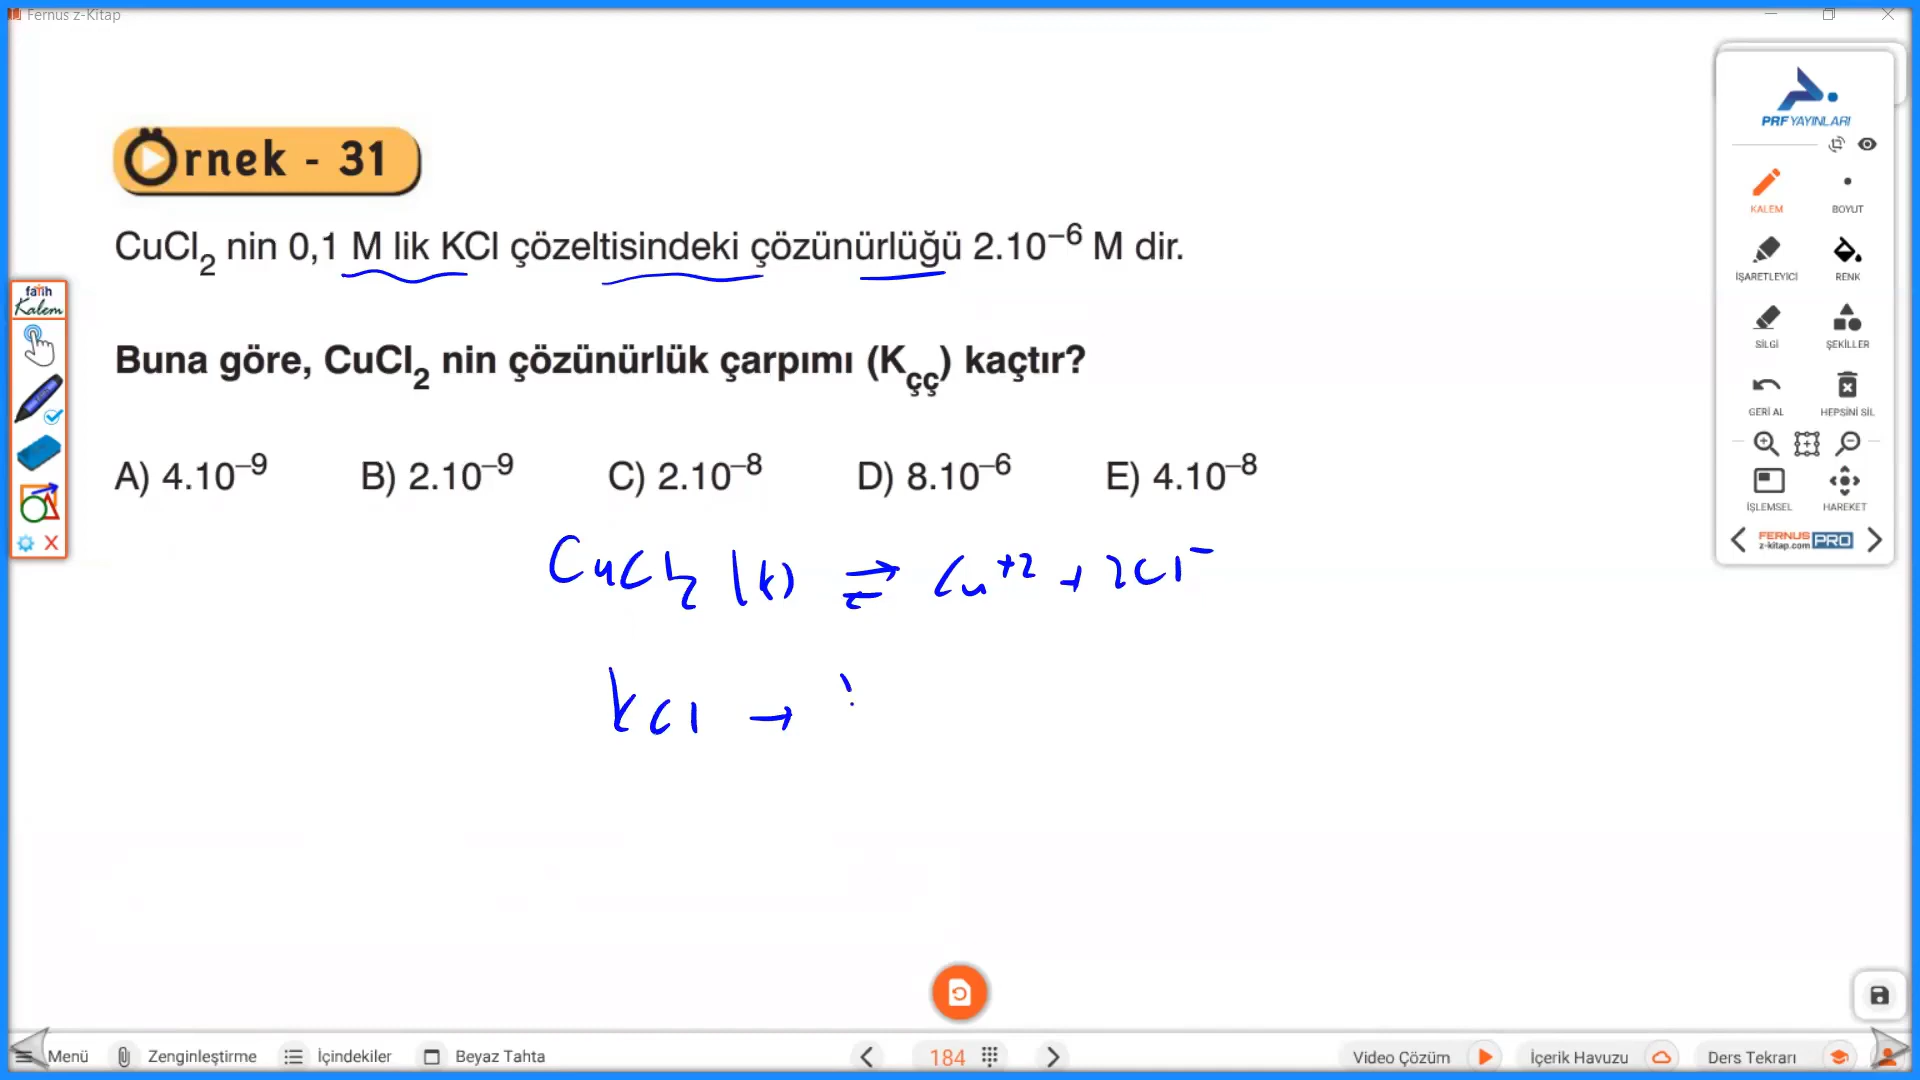 Fernus z-Kitap
Örnek - 31
CuCl₂ nin 0,1 M lik KCl çözeltisindeki çözünürlüğü 2.10⁻⁶ M dir.
Buna göre, CuCl₂ nin çözünürlük çarpımı (Kçç) kaçtır?
A) 4.10⁻⁹ B) 2.10⁻⁹ C) 2.10⁻⁸ D) 8.10⁻⁶ E) 4.10⁻⁸
CuCl₂ (k) ⇌ Cu⁺² + 2Cl⁻
KCl →
fatih
Kalem
PRF YAYINLARI
KALEM BOYUT
İŞARETLEYİCİ RENK
SİLGİ ŞEKİLLER
GERİ AL HEPSİNİ SİL
İŞLEMSEL HAREKET
FERNUS PRO
z-kitap.com
Menü Zenginleştirme İçindekiler Beyaz Tahta 184 Video Çözüm İçerik Havuzu Ders Tekrarı